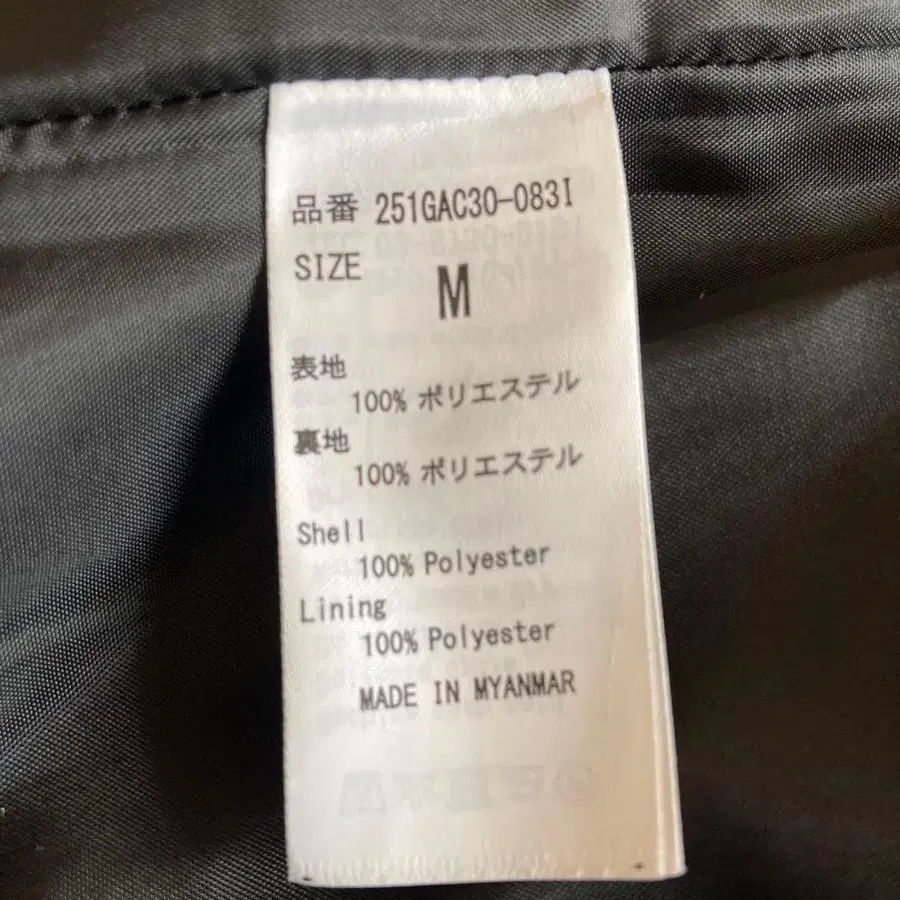 品番 251GAC30-083I
SIZE
M
表地
100% ポリエステル
裏地
100% ポリエステル
Shell
100% Polyester
Lining
100% Polyester
MADE IN MYANMAR